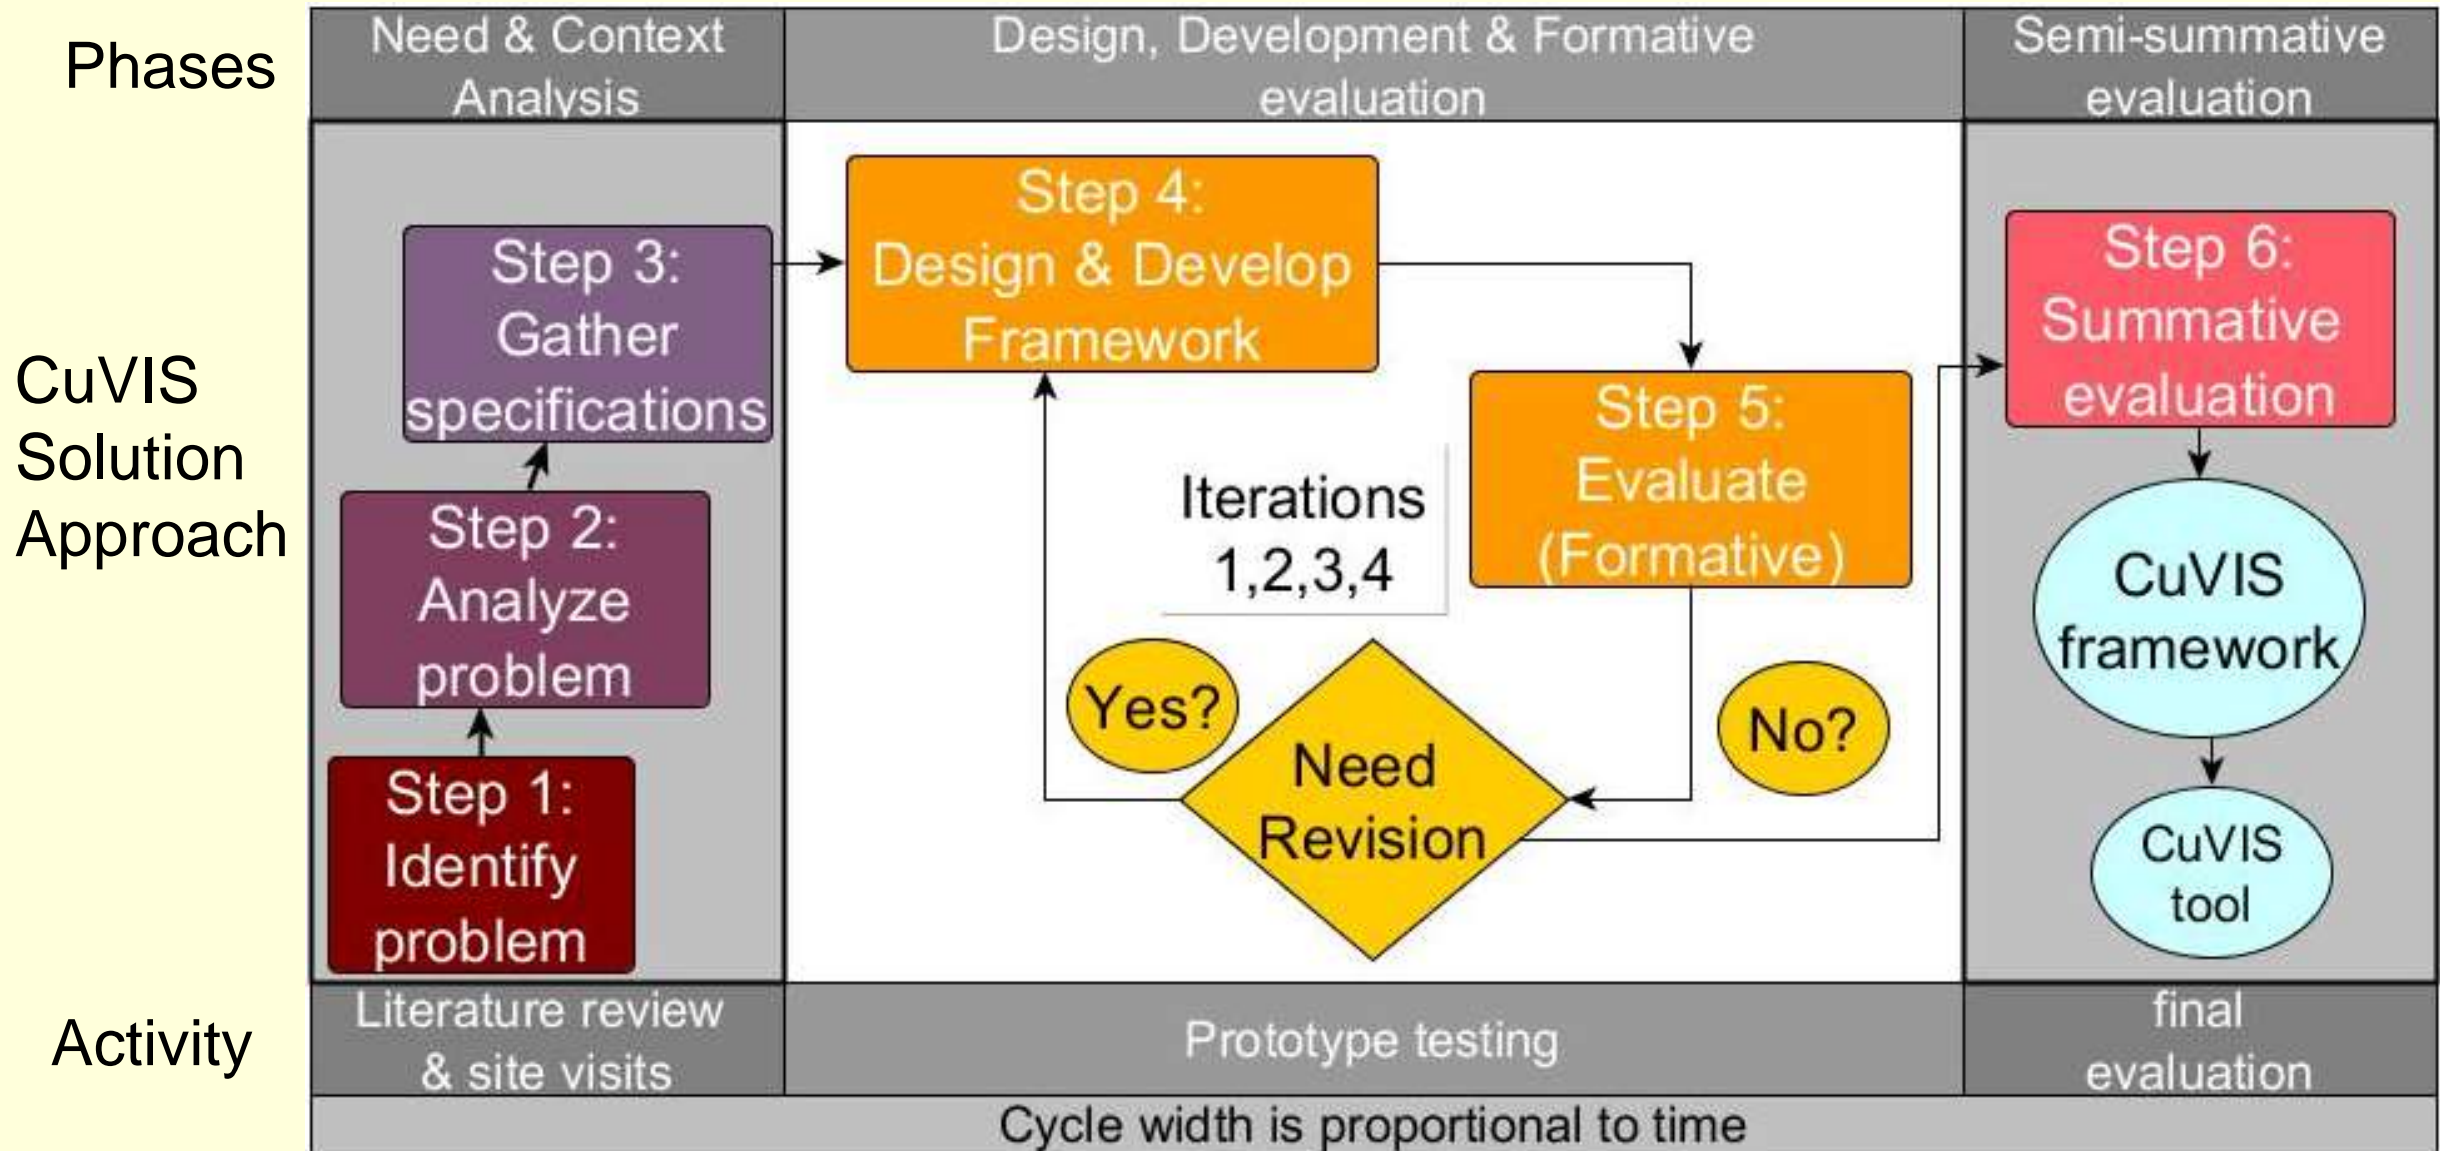 Phases
Need & Context
Analysis
Design, Development & Formative
evaluation
Semi-summative
evaluation
CuVIS
Solution
Approach
Step 1:
Identify
problem
Step 2:
Analyze
problem
Step 3:
Gather
specifications
Step 4:
Design & Develop
Framework
Step 5:
Evaluate
(Formative)
Iterations
1,2,3,4
Yes?
Need
Revision
No?
Step 6:
Summative
evaluation
CuVIS
framework
CuVIS
tool
Activity
Literature review
& site visits
Prototype testing
final
evaluation
Cycle width is proportional to time